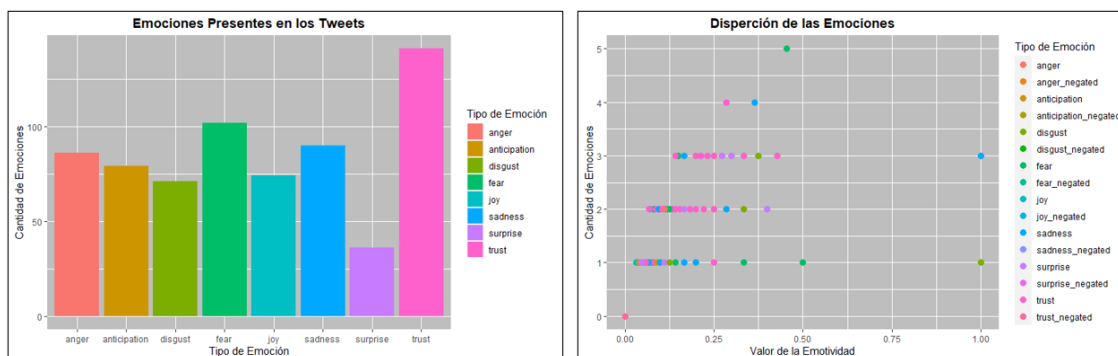 Emociones Presentes en los Tweets
Cantidad de Emociones
100
50
0
anger anticipation disgust fear joy sadness surprise trust
Tipo de Emoción
Tipo de Emoción
anger
anticipation
disgust
fear
joy
sadness
surprise
trust
Disperción de las Emociones
Cantidad de Emociones
5
4
3
2
1
0
0.00 0.25 0.50 0.75 1.00
Valor de la Emotividad
Tipo de Emoción
anger
anger_negated
anticipation
anticipation_negated
disgust
disgust_negated
fear
fear_negated
joy
joy_negated
sadness
sadness_negated
surprise
surprise_negated
trust
trust_negated